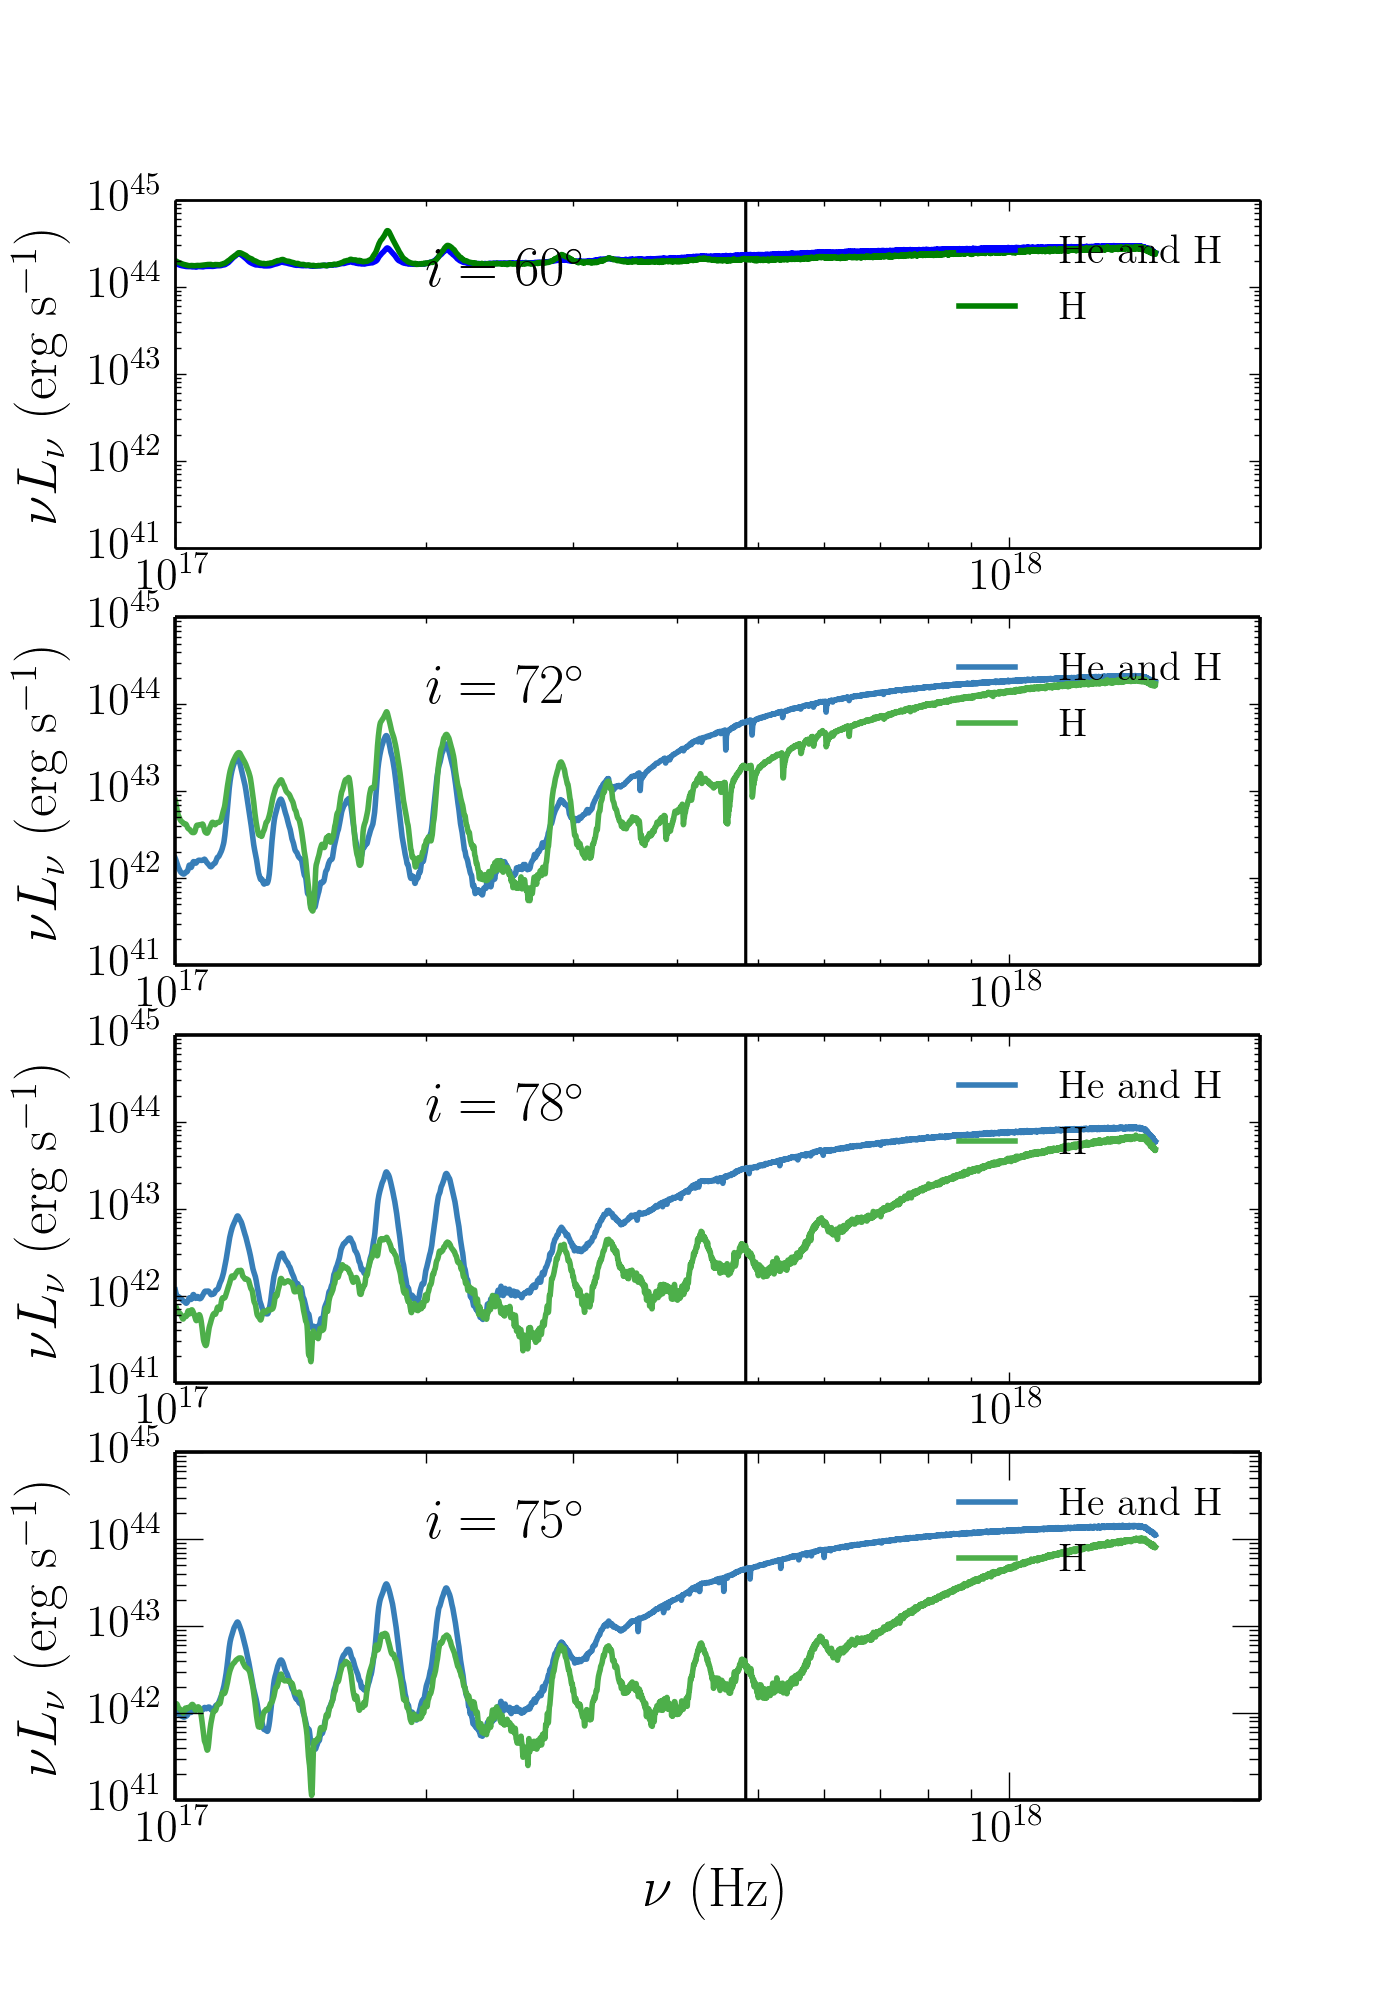 10^45
10^44
10^43
10^42
10^41
νL_ν (erg s^−1)
i = 60°
He and H
H
10^17
10^18
10^45
10^44
10^43
10^42
10^41
νL_ν (erg s^−1)
i = 72°
He and H
H
10^17
10^18
10^45
10^44
10^43
10^42
10^41
νL_ν (erg s^−1)
i = 78°
He and H
H
10^17
10^18
10^45
10^44
10^43
10^42
10^41
νL_ν (erg s^−1)
i = 75°
He and H
H
10^17
10^18
ν (Hz)